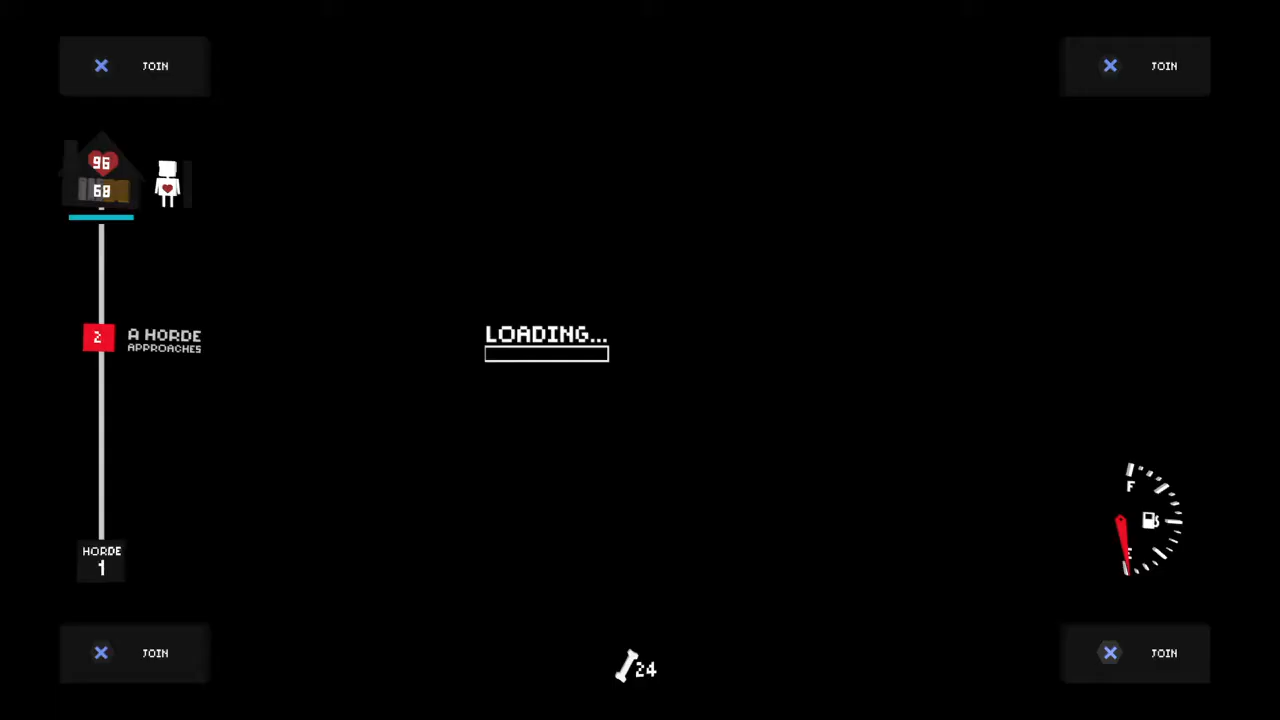 JOIN
JOIN
96
68
2
A HORDE
APPROACHES
LOADING...
F
E
HORDE
1
JOIN
24
JOIN